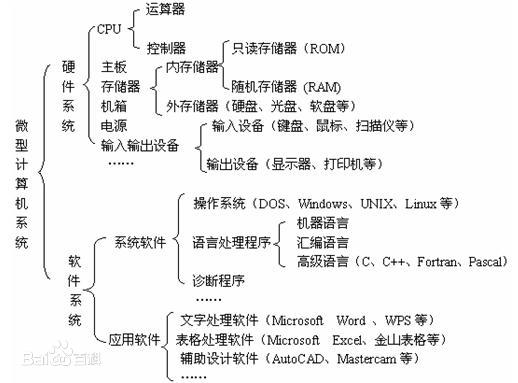 运算器
CPU
控制器
只读存储器（ROM）
主板
内存储器
存储器
随机存储器 (RAM)
机箱
外存储器（硬盘、光盘、软盘等）
电源
输入设备（键盘、鼠标、扫描仪等）
输入输出设备
……
输出设备（显示器、打印机等）
硬件系统
微型计算机系统
操作系统（DOS、Windows、UNIX、Linux 等）
机器语言
系统软件
语言处理程序
汇编语言
高级语言（C、C++、Fortran、Pascal）
诊断程序
……
软件系统
文字处理软件（Microsoft Word 、WPS 等）
应用软件
表格处理软件（Microsoft Excel、金山表格等）
辅助设计软件（AutoCAD、Mastercam 等）
……
Bai百科